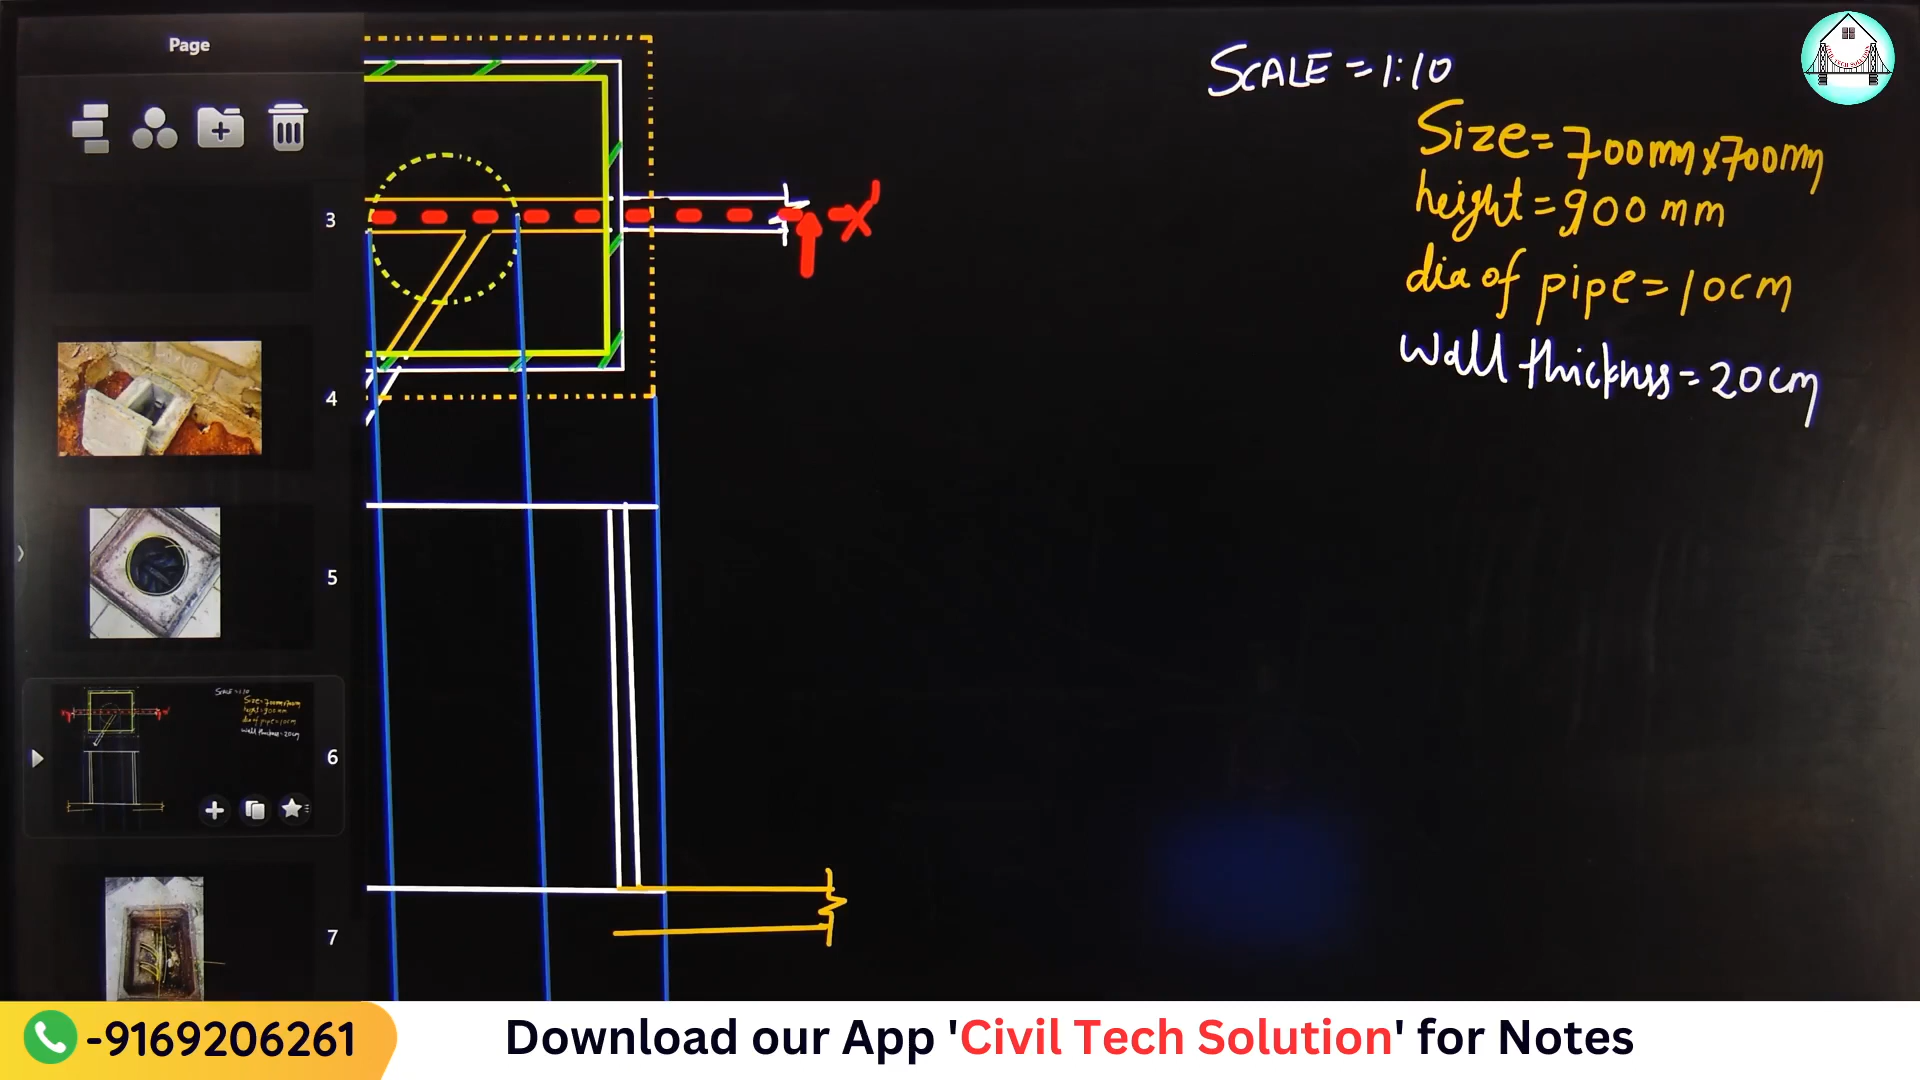 Page
SCALE = 1:10
Size = 700mm x 700mm
height = 900 mm
dia of pipe = 10cm
wall thickness = 20cm
X'
3
4
5
6
7
-9169206261
Download our App 'Civil Tech Solution' for Notes